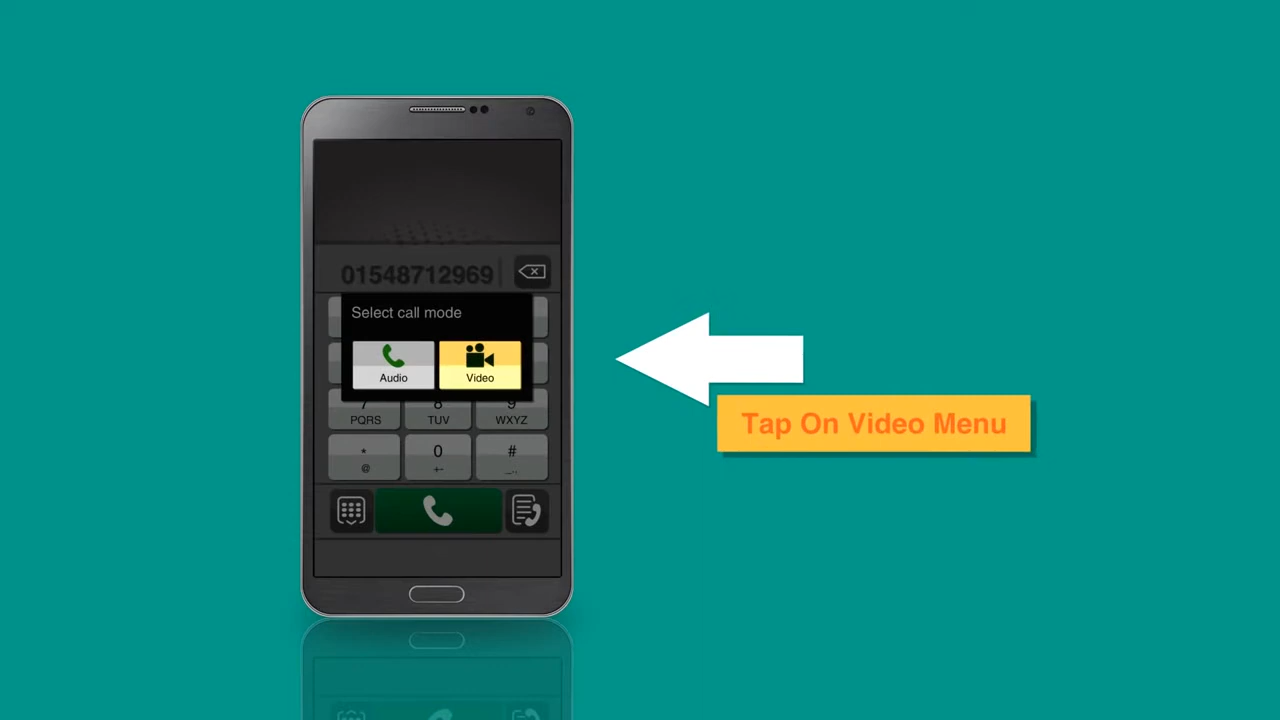 01548712969
Select call mode
Audio
Video
7 8 9
PQRS TUV WXYZ
* 0 #
@ +-
Tap On Video Menu